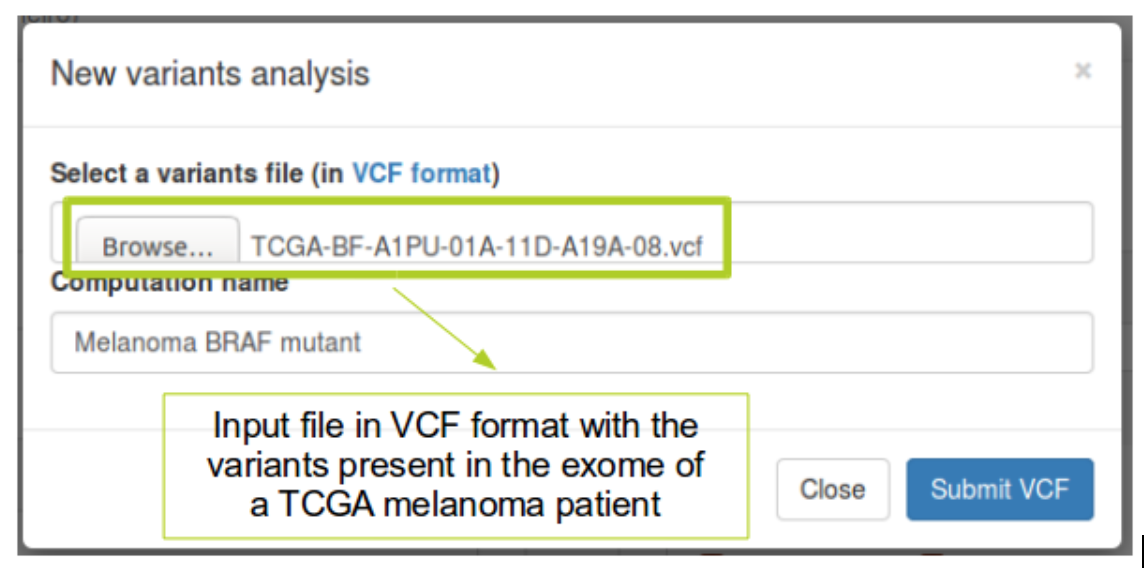 New variants analysis
×
Select a variants file (in VCF format)
Browse... TCGA-BF-A1PU-01A-11D-A19A-08.vcf
Computation name
Melanoma BRAF mutant
Input file in VCF format with the
variants present in the exome of
a TCGA melanoma patient
Close Submit VCF